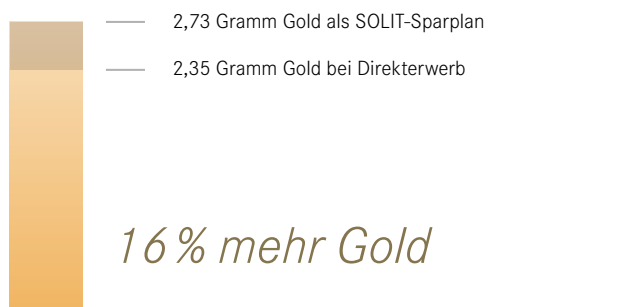 2,73 Gramm Gold als SOLIT-Sparplan
2,35 Gramm Gold bei Direkterwerb
16% mehr Gold